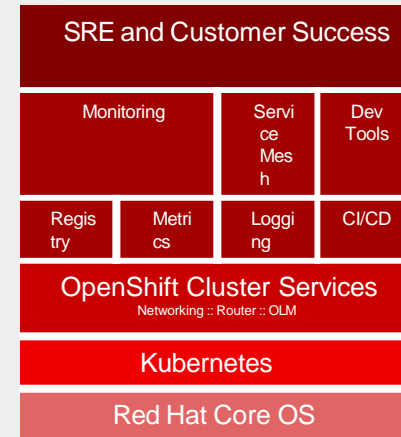 SRE and Customer Success
Monitoring
Servi
ce
Mes
h
Dev
Tools
Regis
try
Metri
cs
Loggi
ng
CI/CD
OpenShift Cluster Services
Networking :: Router :: OLM
Kubernetes
Red Hat Core OS